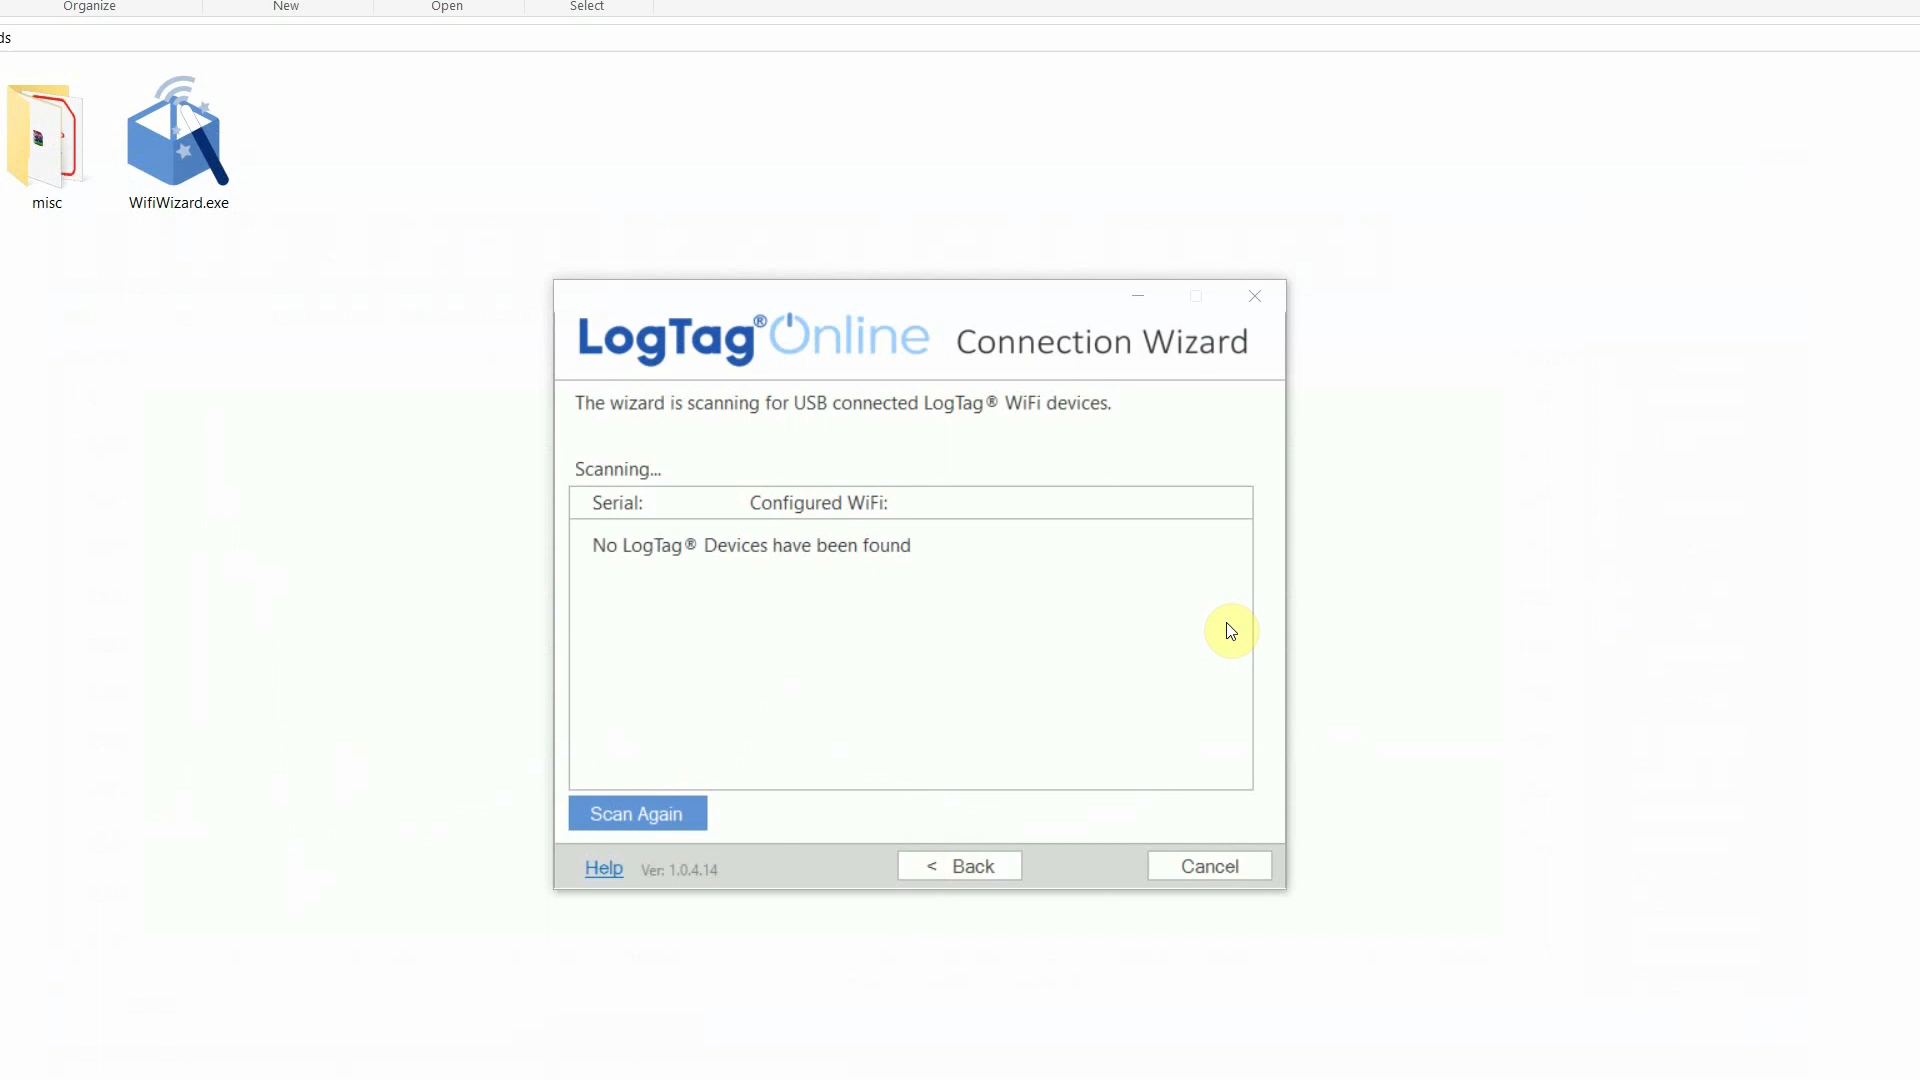 Organize New Open Select
ds
misc WifiWizard.exe
LogTag® Online Connection Wizard
The wizard is scanning for USB connected LogTag® WiFi devices.
Scanning...
Serial: Configured WiFi:
No LogTag® Devices have been found
Scan Again
Help Ver: 1.0.4.14 < Back Cancel